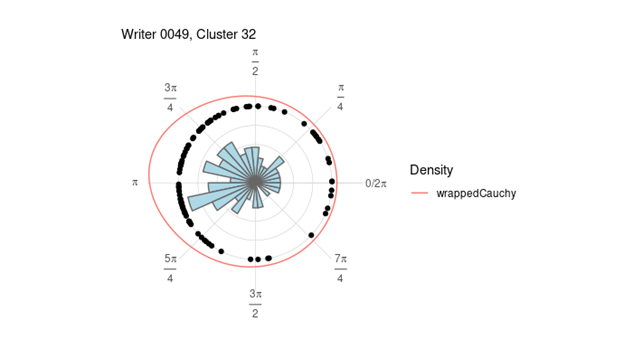 Writer 0049, Cluster 32
π
2
3π
4
π
4
π
0/2π
5π
4
7π
4
3π
2
Density
wrappedCauchy